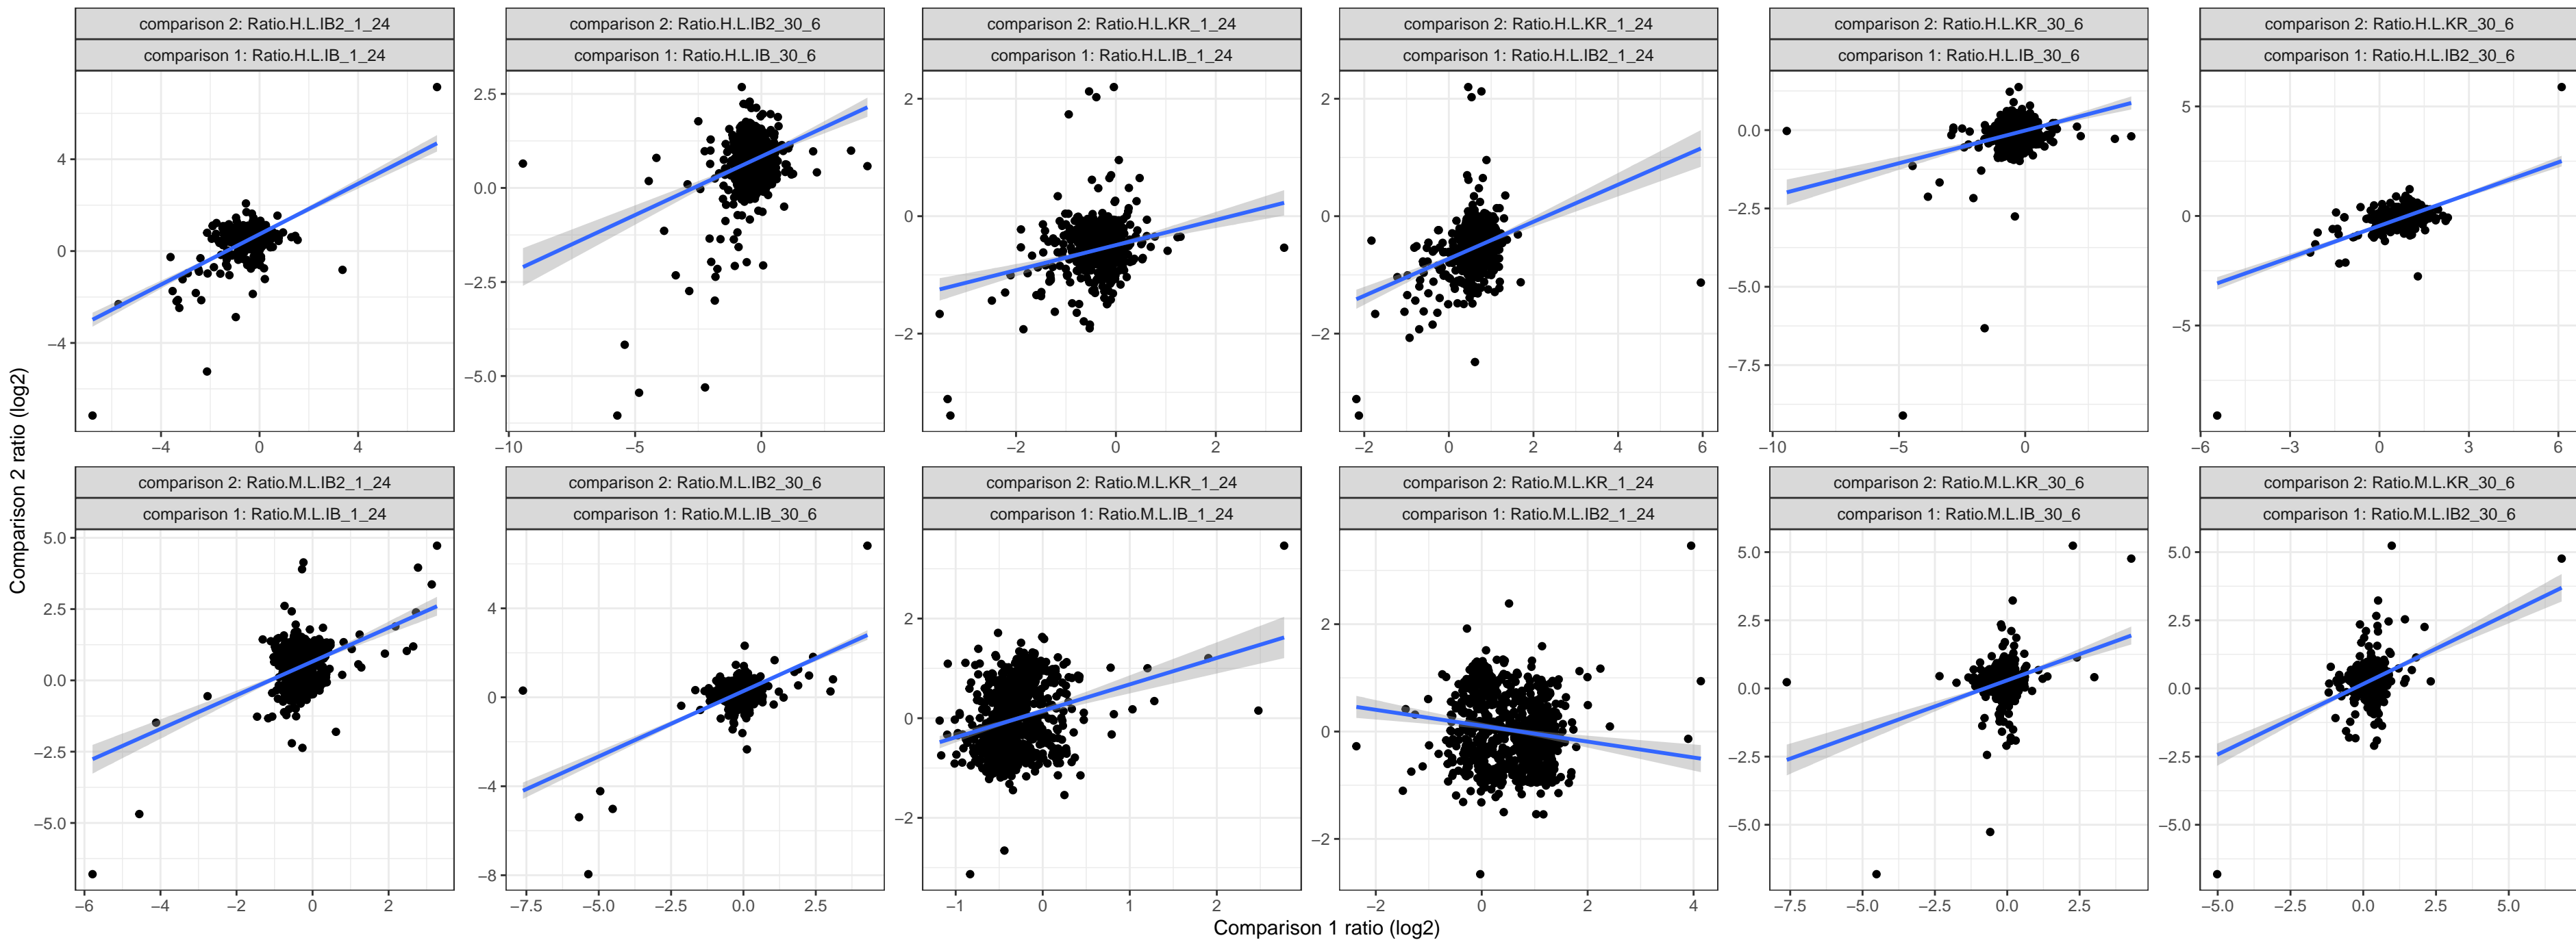 comparison 2: Ratio.H.L.IB2_1_24
comparison 1: Ratio.H.L.IB_1_24
4
0
−4
−4 0 4
comparison 2: Ratio.H.L.IB2_30_6
comparison 1: Ratio.H.L.IB_30_6
2.5
0.0
−2.5
−5.0
−10 −5 0
comparison 2: Ratio.H.L.KR_1_24
comparison 1: Ratio.H.L.IB_1_24
2
0
−2
−2 0 2
comparison 2: Ratio.H.L.KR_1_24
comparison 1: Ratio.H.L.IB2_1_24
2
0
−2
−2 0 2 4 6
comparison 2: Ratio.H.L.KR_30_6
comparison 1: Ratio.H.L.IB_30_6
0.0
−2.5
−5.0
−7.5
−10 −5 0
comparison 2: Ratio.H.L.KR_30_6
comparison 1: Ratio.H.L.IB2_30_6
5
0
−5
−6 −3 0 3 6
comparison 2: Ratio.M.L.IB2_1_24
comparison 1: Ratio.M.L.IB_1_24
5.0
2.5
0.0
−2.5
−5.0
−6 −4 −2 0 2
comparison 2: Ratio.M.L.IB2_30_6
comparison 1: Ratio.M.L.IB_30_6
4
0
−4
−8
−7.5 −5.0 −2.5 0.0 2.5
comparison 2: Ratio.M.L.KR_1_24
comparison 1: Ratio.M.L.IB_1_24
2
0
−2
−1 0 1 2
comparison 2: Ratio.M.L.KR_1_24
comparison 1: Ratio.M.L.IB2_1_24
2
0
−2
−2 0 2 4
comparison 2: Ratio.M.L.KR_30_6
comparison 1: Ratio.M.L.IB_30_6
5.0
2.5
0.0
−2.5
−5.0
−7.5 −5.0 −2.5 0.0 2.5
comparison 2: Ratio.M.L.KR_30_6
comparison 1: Ratio.M.L.IB2_30_6
5.0
2.5
0.0
−2.5
−5.0
−5.0 −2.5 0.0 2.5 5.0
Comparison 2 ratio (log2)
Comparison 1 ratio (log2)